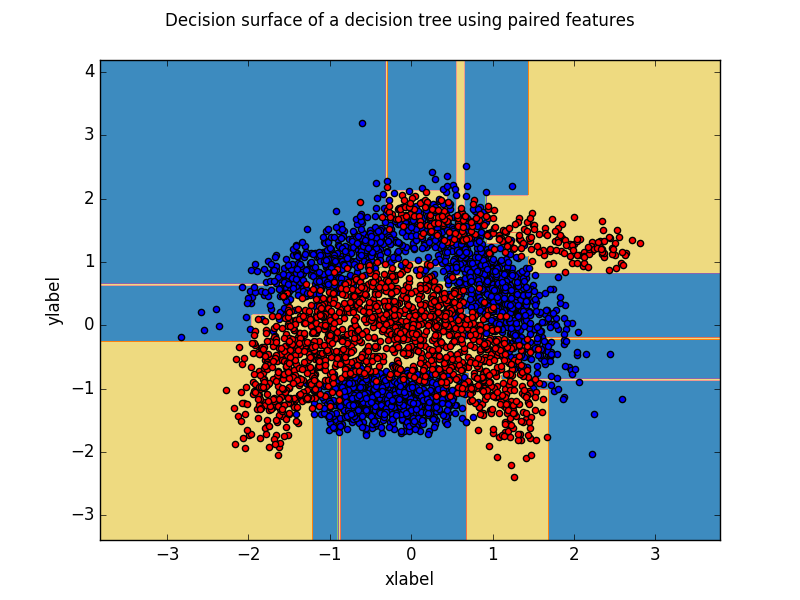 Decision surface of a decision tree using paired features
4
3
2
1
0
−1
−2
−3
ylabel
−3 −2 −1 0 1 2 3
xlabel